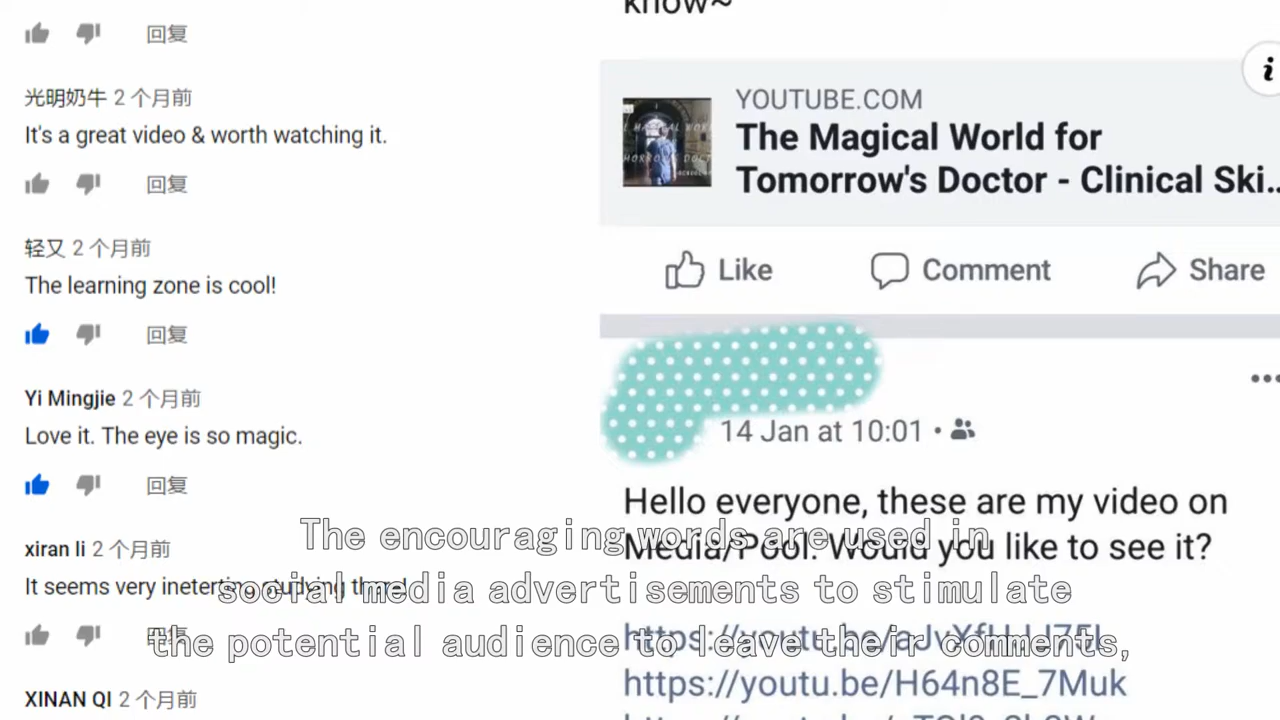 回复
光明奶牛 2 个月前
It's a great video & worth watching it.
回复
轻又 2 个月前
The learning zone is cool!
回复
Yi Mingjie 2 个月前
Love it. The eye is so magic.
回复
xiran li 2 个月前
It seems very ineterting studying there!
回复
XINAN QI 2 个月前
know~
YOUTUBE.COM
The Magical World for
Tomorrow's Doctor - Clinical Ski...
Like Comment Share
14 Jan at 10:01
Hello everyone, these are my video on
Media/Pool. Would you like to see it?
https://youtu.be/H64n8E_7Muk
The encouraging words are used in
social media advertisements to stimulate
the potential audience to leave their comments,